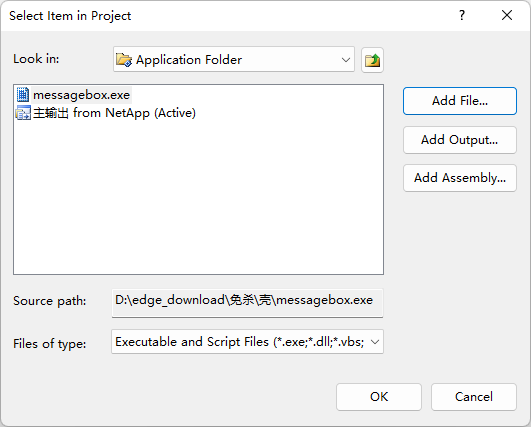 Select Item in Project
Look in:
Application Folder
messagebox.exe
主输出 from NetApp (Active)
Add File...
Add Output...
Add Assembly...
Source path:
D:\edge_download\免杀\壳\messagebox.exe
Files of type:
Executable and Script Files (*.exe;*.dll;*.vbs;
OK
Cancel